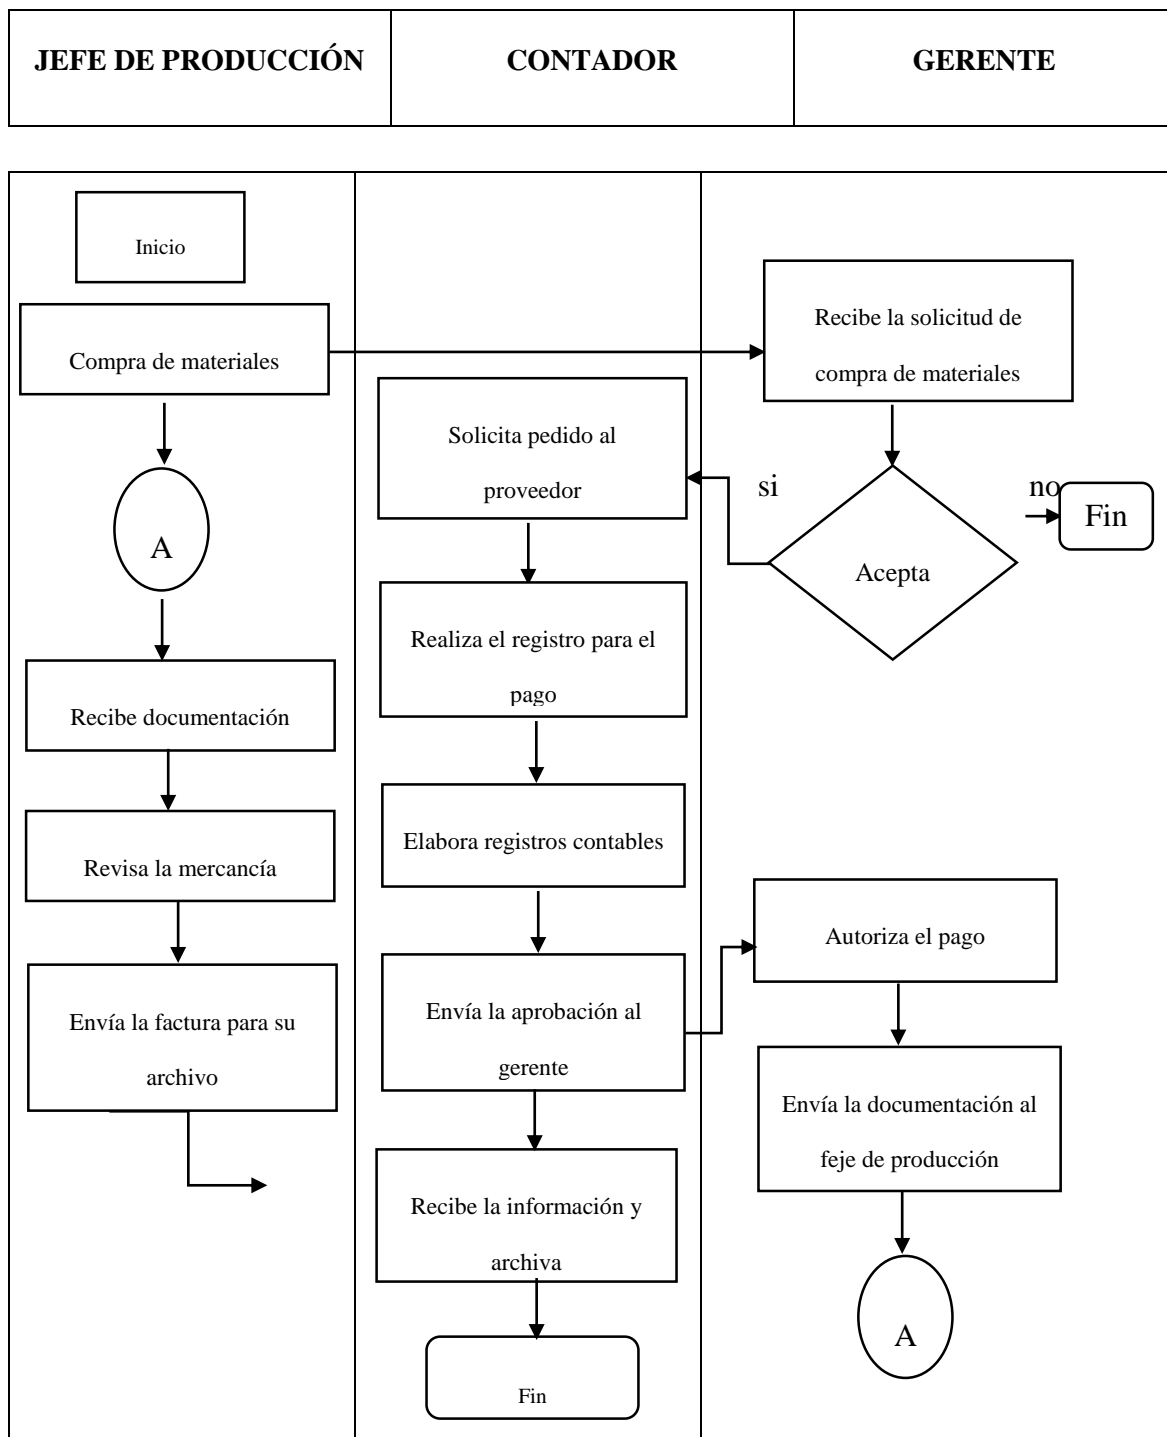 JEFE DE PRODUCCIÓN
CONTADOR
GERENTE
Inicio
Compra de materiales
A
Recibe documentación
Revisa la mercancía
Envía la factura para su
archivo
Solicita pedido al
proveedor
Realiza el registro para el
pago
Elabora registros contables
Envía la aprobación al
gerente
Recibe la información y
archiva
Fin
Recibe la solicitud de
compra de materiales
si
no
Fin
Acepta
Autoriza el pago
Envía la documentación al
feje de producción
A